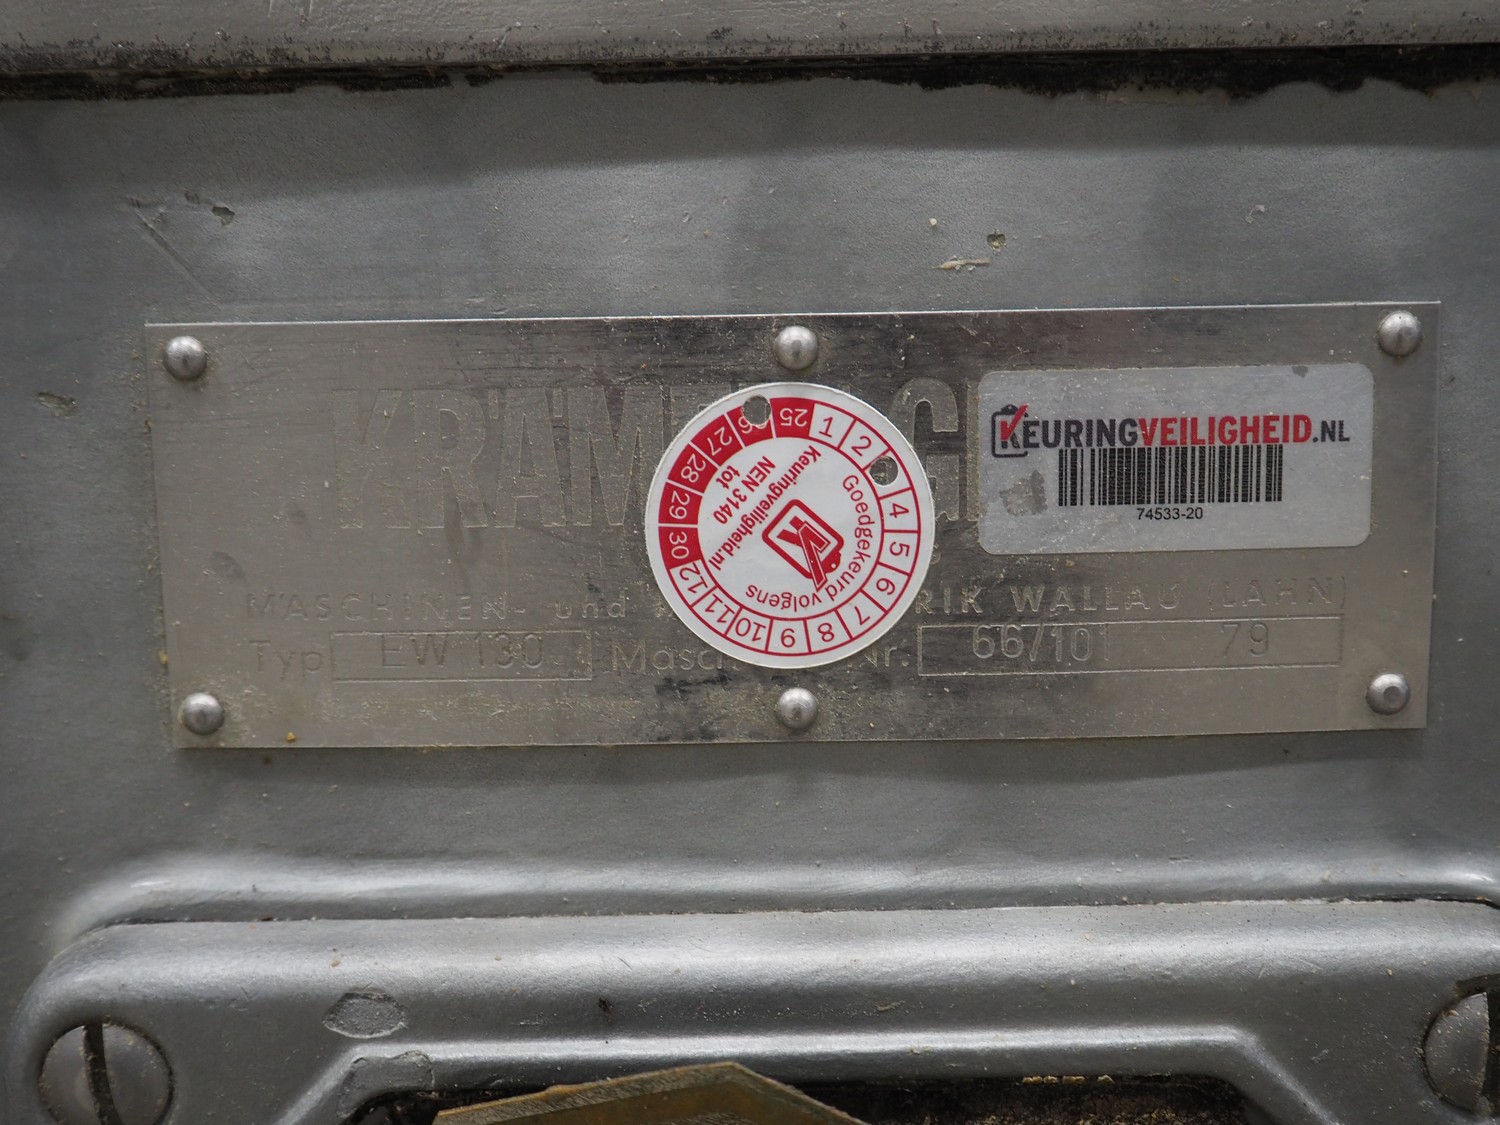 KEURINGVEILIGHEID.NL
74533-20
25 1 2 4 5 6 7 8 9 10 11 12 30 29 28 27
Goedgekeurd volgens
NEN 3140
tot
Keuringveiligheid.nl
MASCHINEN- und WALLAU (LAHN)
Typ EW 130 Nr. 66/101 79